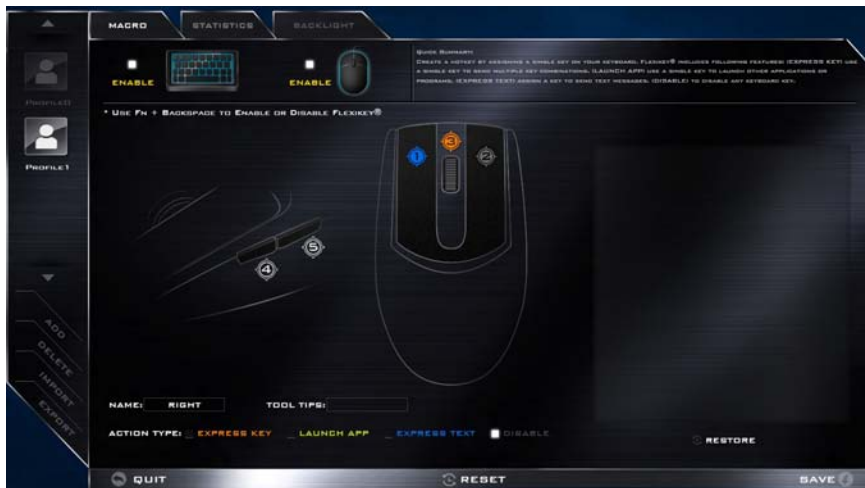 MACRO
STATISTICS
BACKLIGHT
ENABLE
ENABLE
QUICK SUMMARY:
CREATE A HOTKEY BY ASSIGNING A SINGLE KEY ON YOUR KEYBOARD. FLEXIKEY® INCLUDES FOLLOWING FEATURES: (EXPRESS KEY) USE
A SINGLE KEY TO SEND MULTIPLE KEY COMBINATIONS. (LAUNCH APP) USE A SINGLE KEY TO LAUNCH OTHER APPLICATIONS OR
PROGRAMS. (EXPRESS TEXT) ASSIGN A KEY TO SEND TEXT MESSAGES. (DISABLE) TO DISABLE ANY KEYBOARD KEY.
PROFILE0
* USE FN + BACKSPACE TO ENABLE OR DISABLE FLEXIKEY®
PROFILE1
1
3
2
4
5
ADD
DELETE
IMPORT
EXPORT
NAME: RIGHT TOOL TIPS:
ACTION TYPE: EXPRESS KEY LAUNCH APP EXPRESS TEXT DISABLE
RESTORE
QUIT RESET SAVE